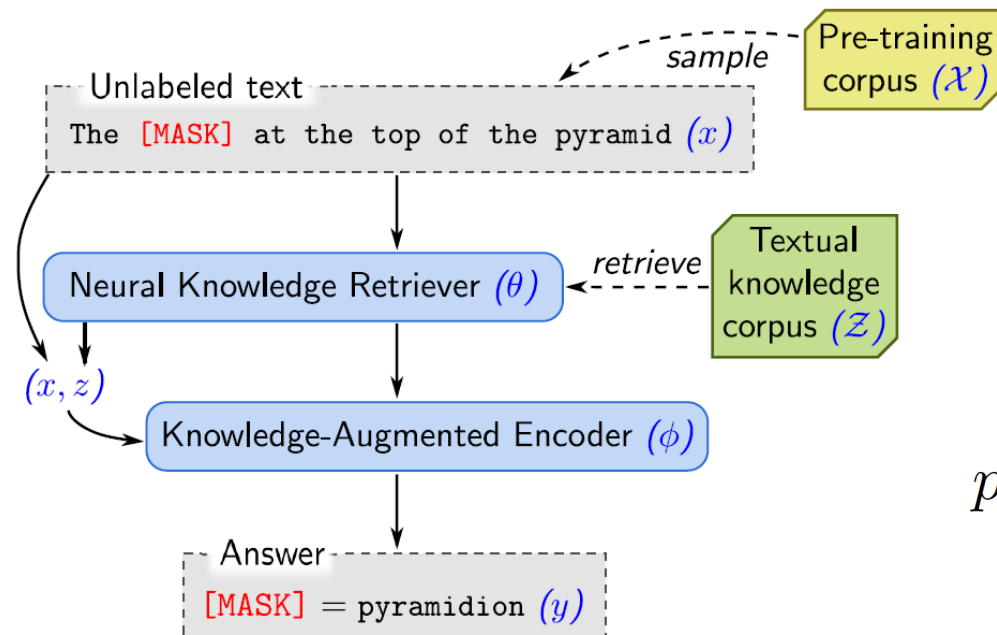 Pre-training
corpus (𝒳)
sample
Unlabeled text
The [MASK] at the top of the pyramid (x)
Textual
knowledge
corpus (𝒵)
retrieve
Neural Knowledge Retriever (θ)
(x, z)
Knowledge-Augmented Encoder (ϕ)
p
Answer
[MASK] = pyramidion (y)